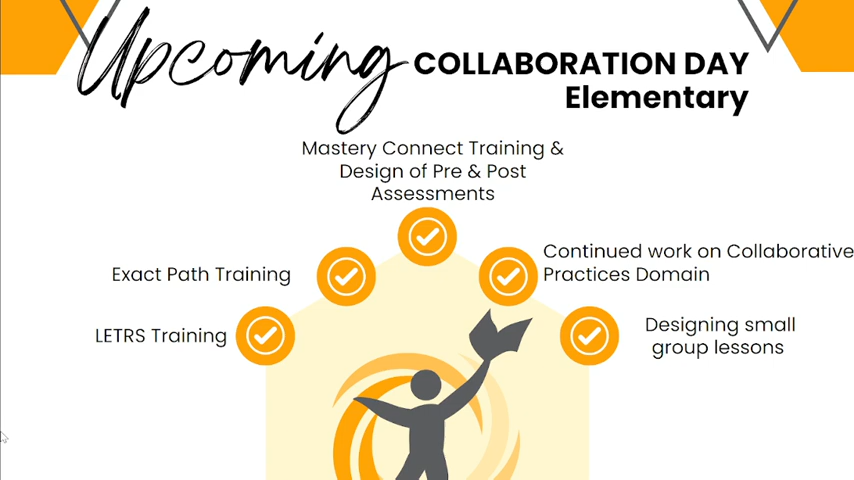 Upcoming COLLABORATION DAY
Elementary
Mastery Connect Training &
Design of Pre & Post
Assessments
Exact Path Training
Continued work on Collaborative
Practices Domain
LETRS Training
Designing small
group lessons